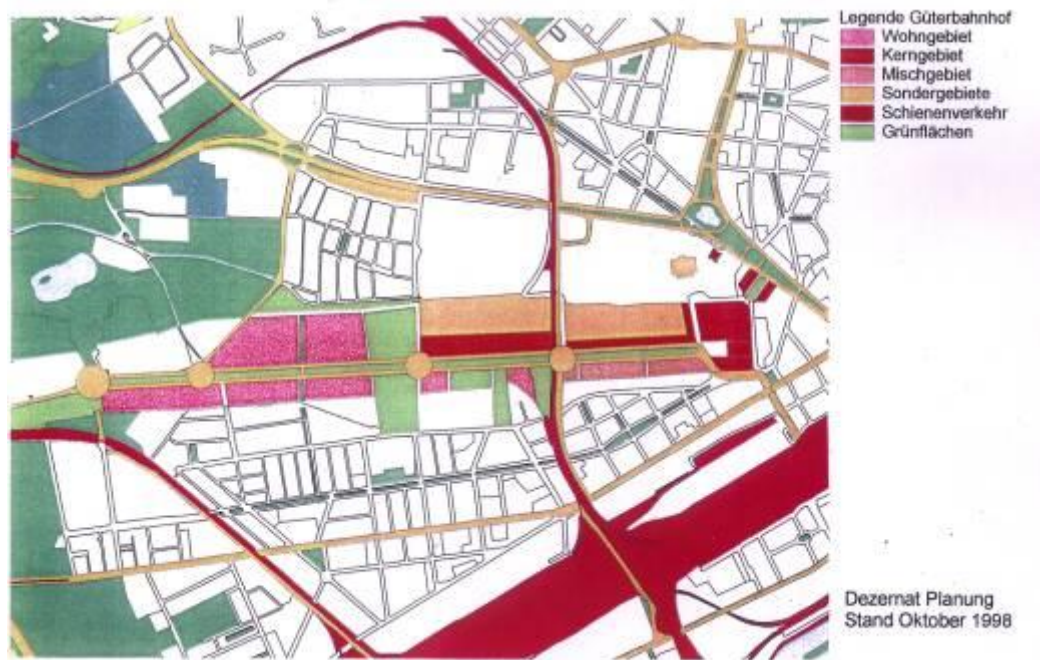 Legende Güterbahnhof
Wohngebiet
Kerngebiet
Mischgebiet
Sondergebiete
Schienenverkehr
Grünflächen
Dezernat Planung
Stand Oktober 1998